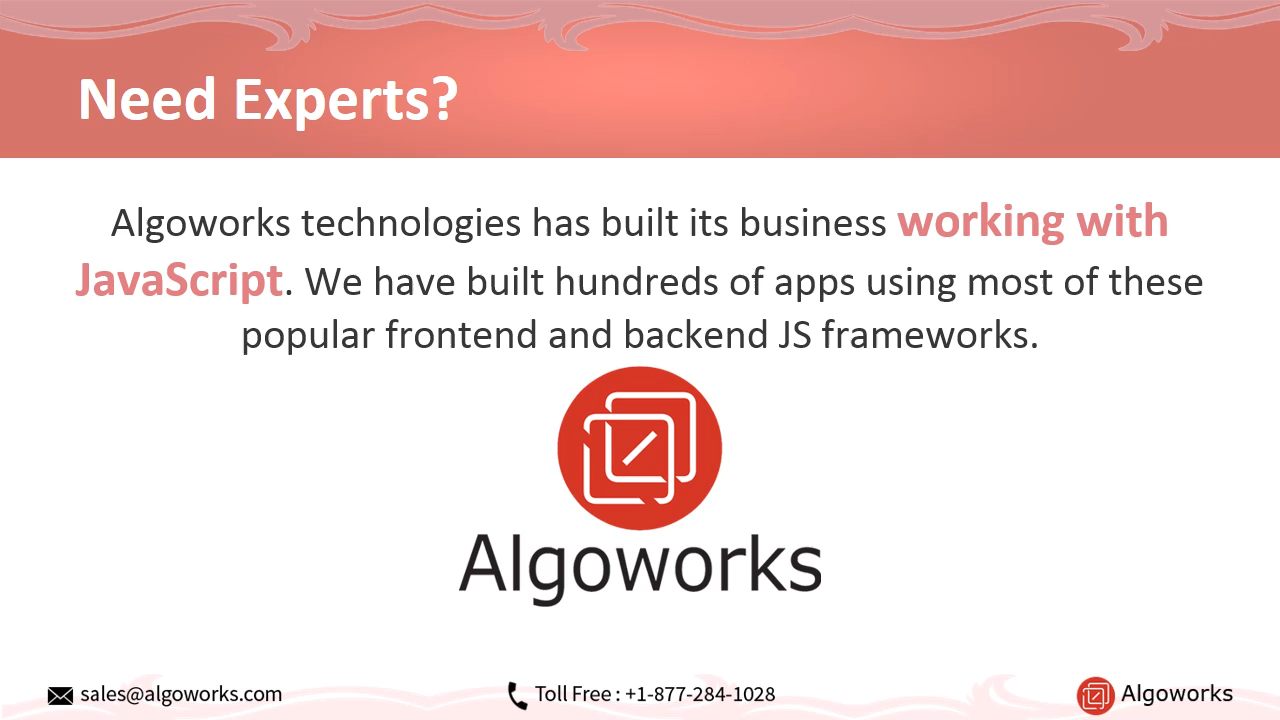 Need Experts?
Algoworks technologies has built its business working with
JavaScript. We have built hundreds of apps using most of these
popular frontend and backend JS frameworks.
Algoworks
sales@algoworks.com
Toll Free : +1-877-284-1028
Algoworks